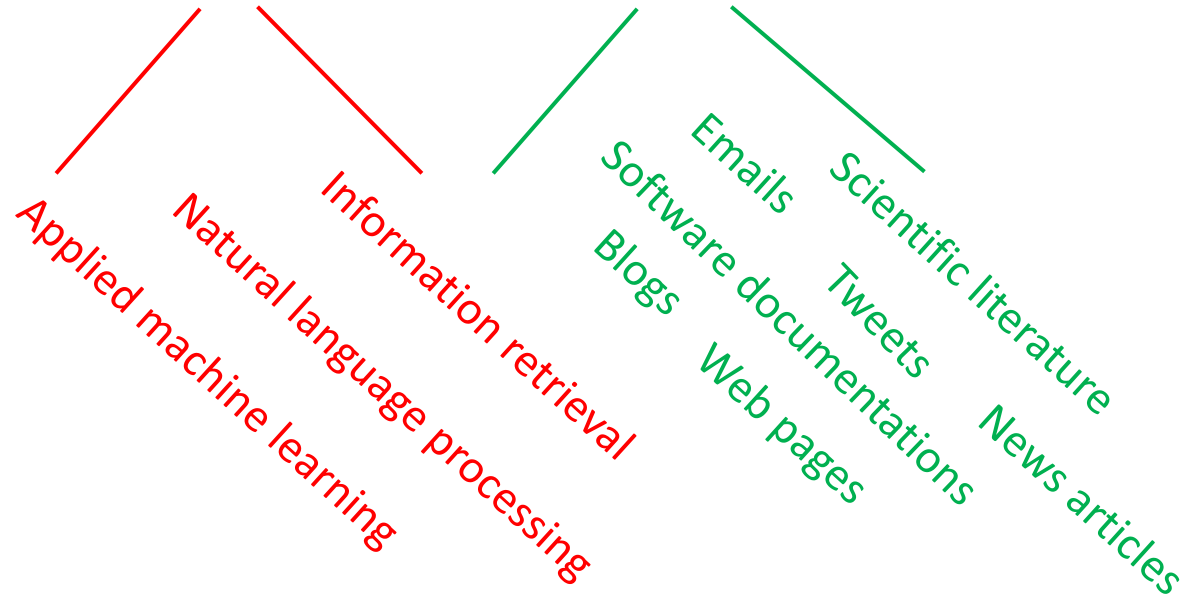 Applied machine learning
Natural language processing
Information retrieval
Emails
Scientific literature
Software documentations
Blogs
Tweets
Web pages
News articles